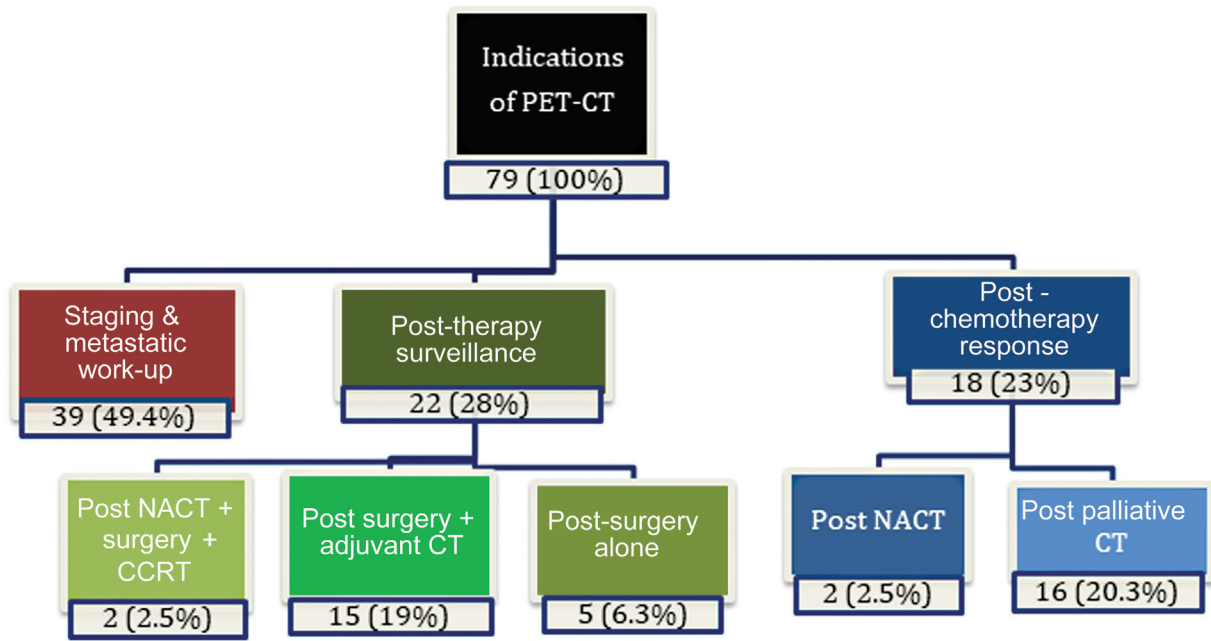 Indications
of PET-CT
79 (100%)
Staging &
metastatic
work-up
39 (49.4%)
Post-therapy
surveillance
22 (28%)
Post -
chemotherapy
response
18 (23%)
Post NACT +
surgery +
CCRT
2 (2.5%)
Post surgery +
adjuvant CT
15 (19%)
Post-surgery
alone
5 (6.3%)
Post NACT
2 (2.5%)
Post palliative
CT
16 (20.3%)